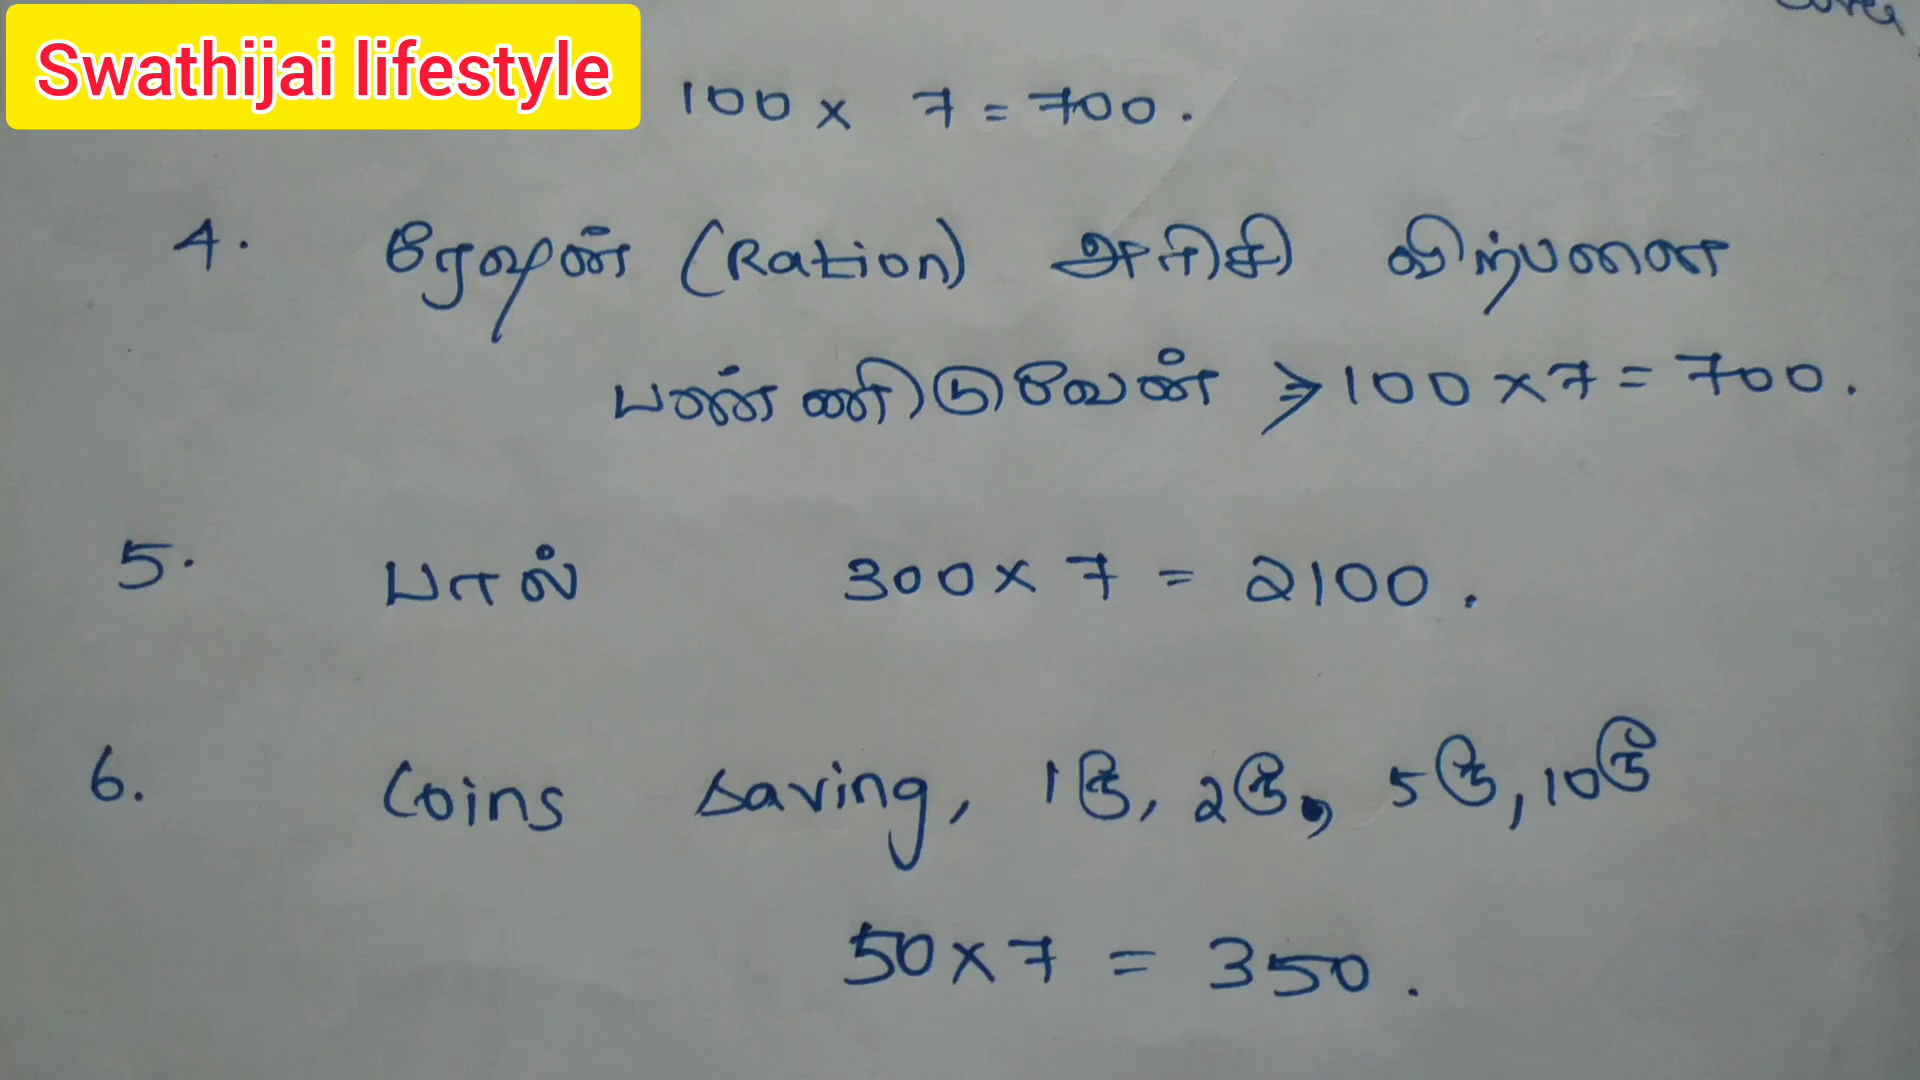 Swathijai lifestyle
100 x 7 = 700.
4. ரேஷன் (Ration) அரிசி விற்பனை
பண்ணிடுவேன் ⇒ 100 x 7 = 700.
5. பால் 300 x 7 = 2100.
6. Coins saving, 1ரூ, 2ரூ, 5ரூ, 10ரூ
50 x 7 = 350.